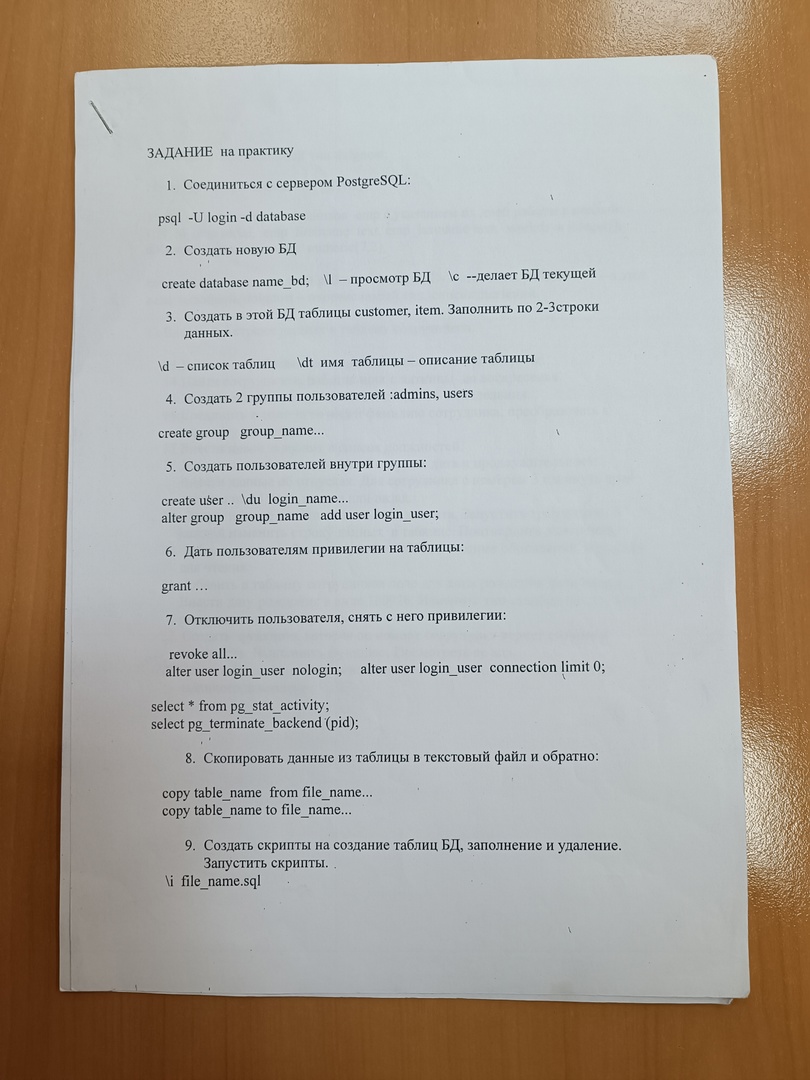 ЗАДАНИЕ на практику
1. Соединиться с сервером PostgreSQL:
psql -U login -d database
2. Создать новую БД
create database name_bd; \l – просмотр БД \c --делает БД текущей
3. Создать в этой БД таблицы customer, item. Заполнить по 2-3строки
данных.
\d – список таблиц \dt имя таблицы – описание таблицы
4. Создать 2 группы пользователей :admins, users
create group group_name...
5. Создать пользователей внутри группы:
create user .. \du login_name...
alter group group_name add user login_user;
6. Дать пользователям привилегии на таблицы:
grant …
7. Отключить пользователя, снять с него привилегии:
revoke all...
alter user login_user nologin; alter user login_user connection limit 0;
select * from pg_stat_activity;
select pg_terminate_backend (pid);
8. Скопировать данные из таблицы в текстовый файл и обратно:
copy table_name from file_name...
copy table_name to file_name...
9. Создать скрипты на создание таблиц БД, заполнение и удаление.
Запустить скрипты.
\i file_name.sql